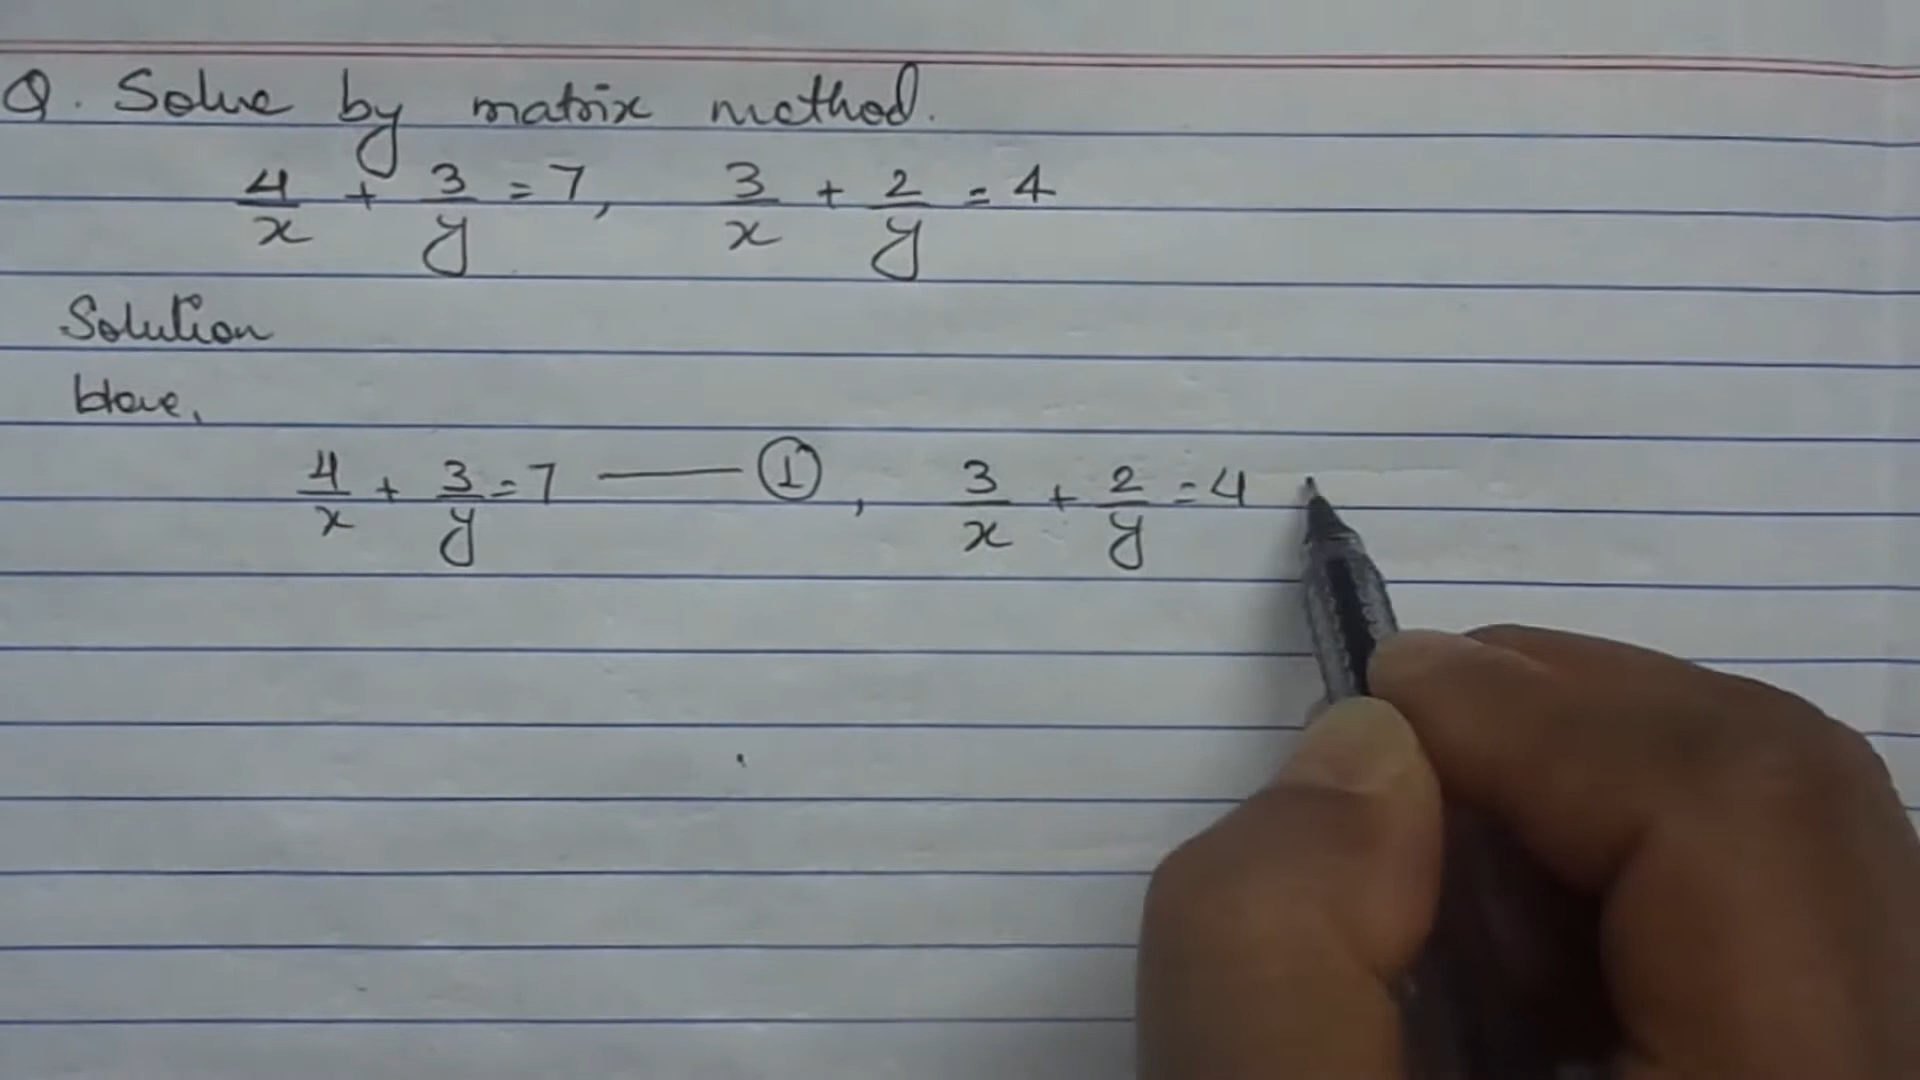 Q. Solve by matrix method.
4/x + 3/y = 7, 3/x + 2/y = 4
Solution
Here,
4/x + 3/y = 7 —— ①, 3/x + 2/y = 4